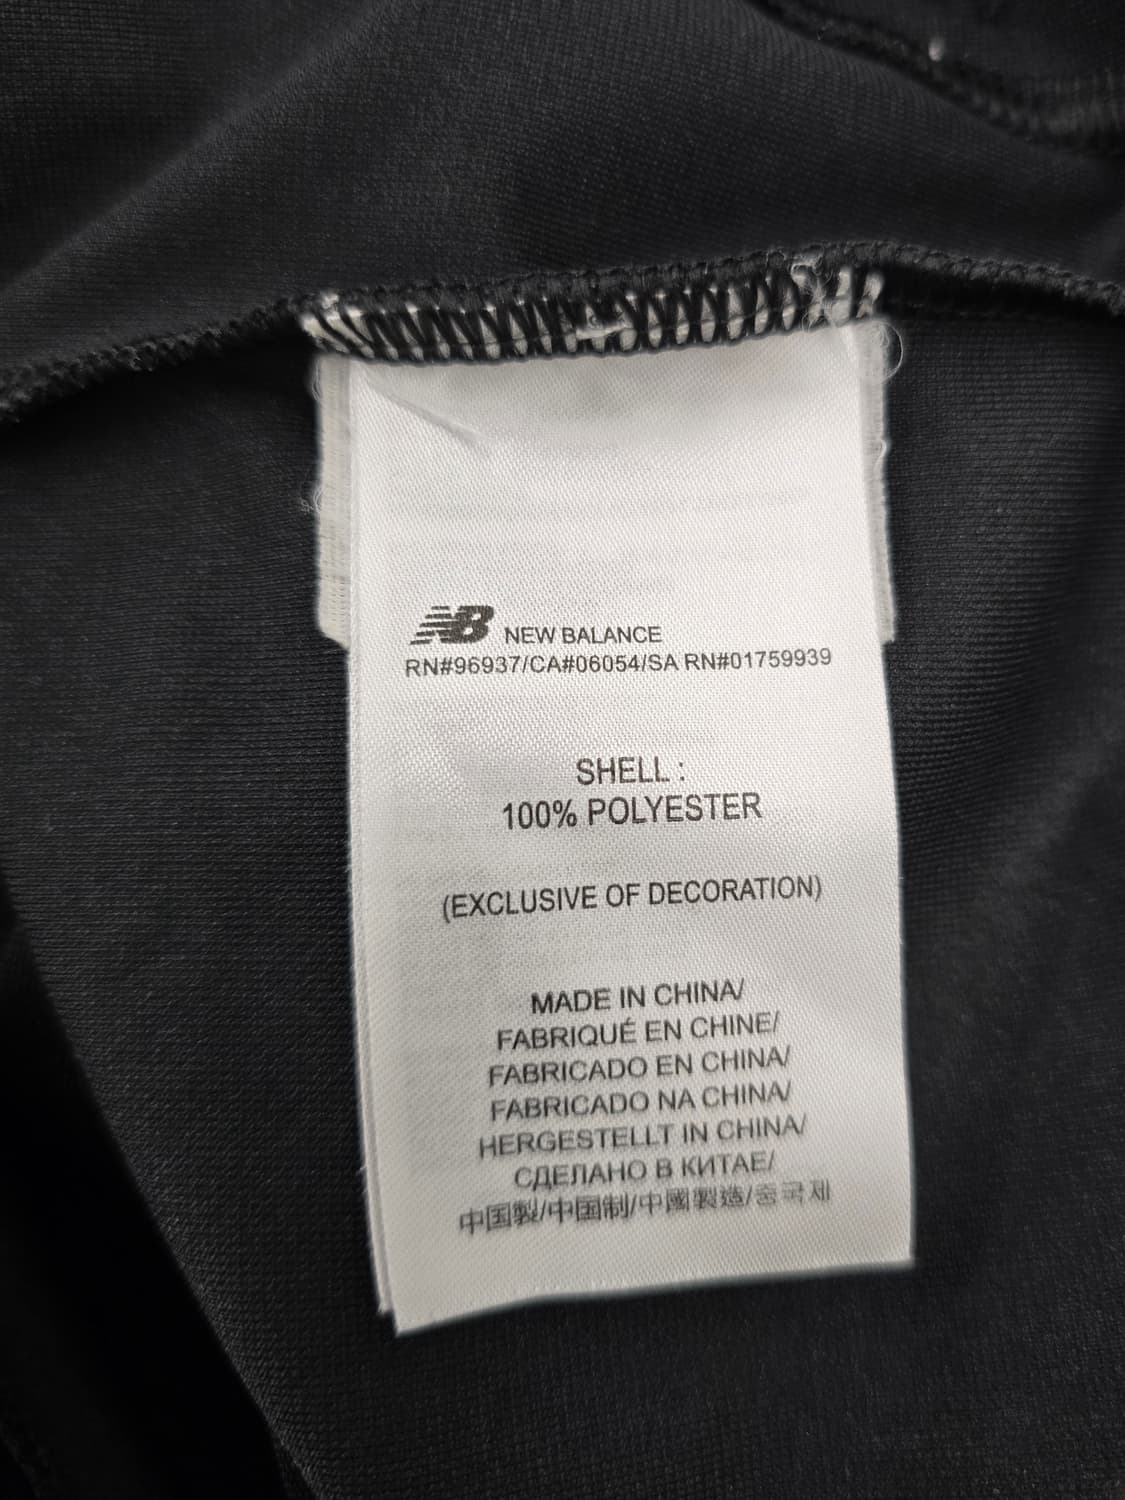 NB NEW BALANCE
RN#96937/CA#06054/SA RN#01759939
SHELL :
100% POLYESTER
(EXCLUSIVE OF DECORATION)
MADE IN CHINA/
FABRIQUÉ EN CHINE/
FABRICADO EN CHINA/
FABRICADO NA CHINA/
HERGESTELLT IN CHINA/
СДЕЛАНО В КИТАЕ/
中国製/中国制/中國製造/중국제